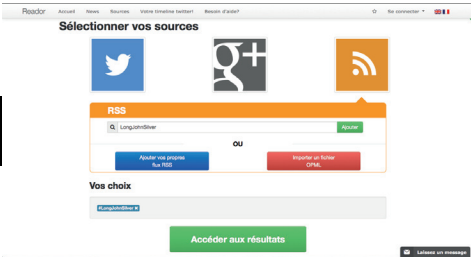 Reador Accueil News Sources Votre timeline twitter! Besoin d'aide? Se connecter
Sélectionner vos sources
g+
RSS
LongJohnSilver Ajouter
OU
Ajouter vos propres flux RSS
Importer un fichier OPML
Vos choix
#LongJohnSilver x
Accéder aux résultats
Laissez un message